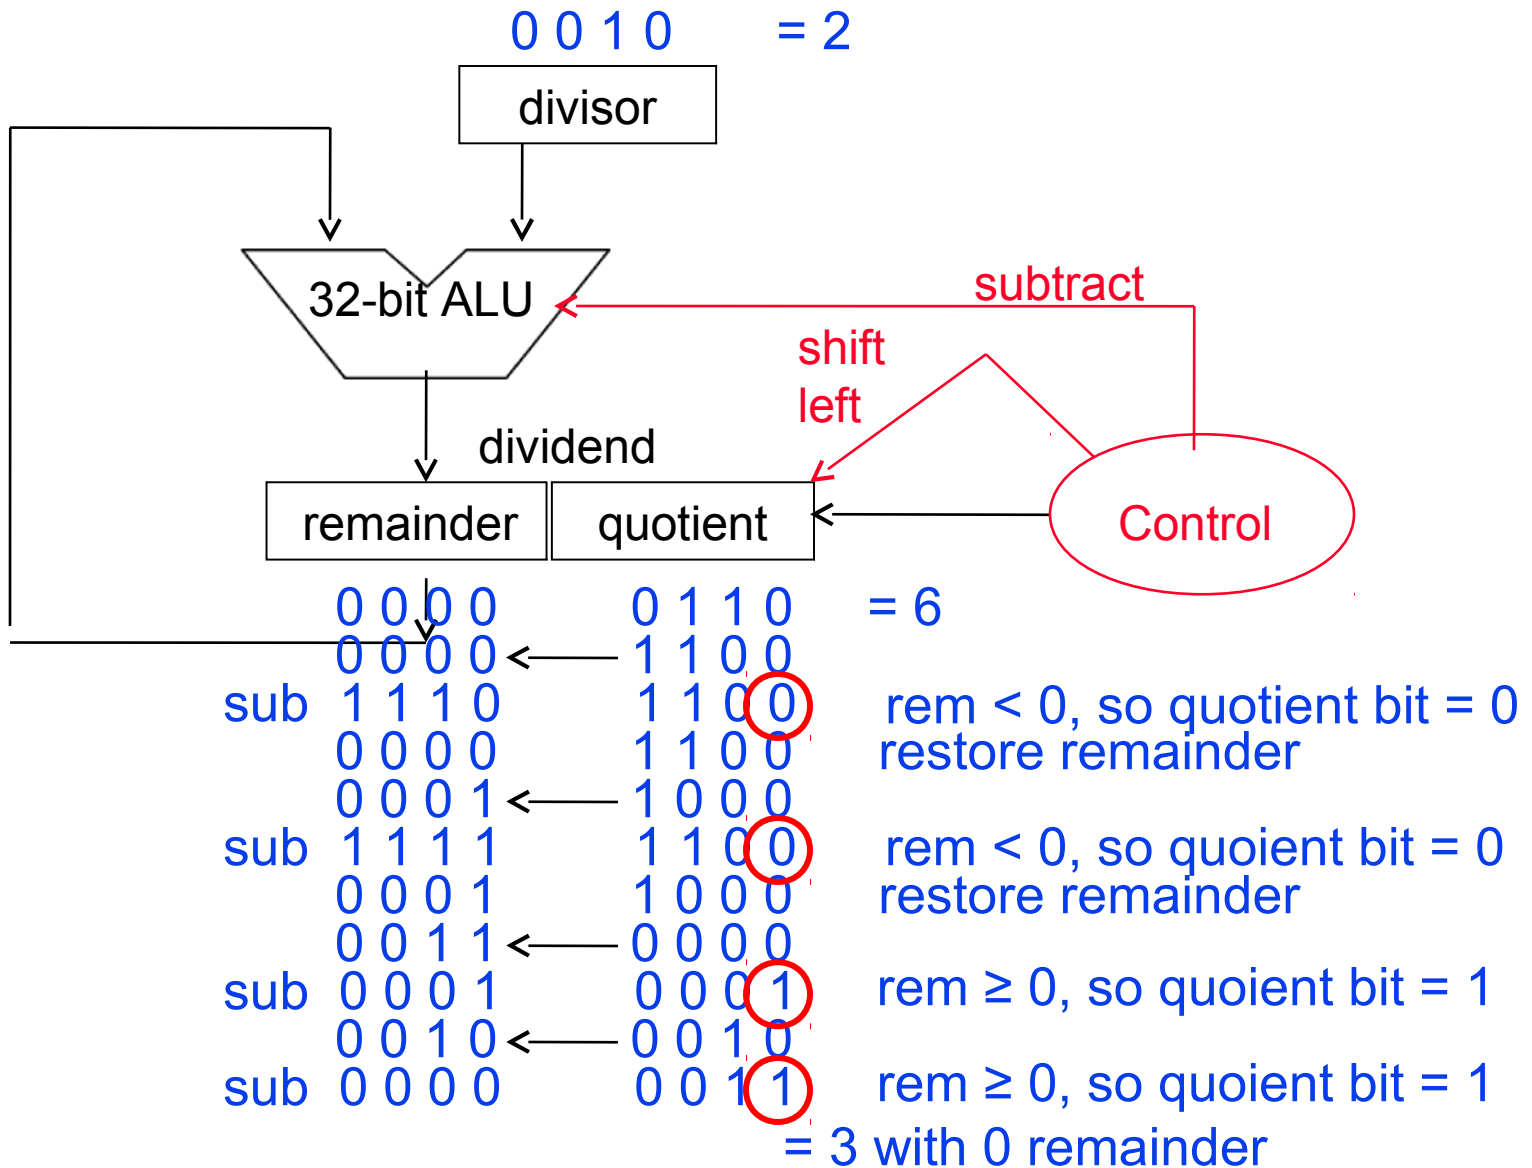 0 0 1 0 = 2
divisor
32-bit ALU
subtract
shift
left
dividend
remainder quotient
Control
0 0 0 0 0 1 1 0 = 6
0 0 0 0 1 1 0 0
sub 1 1 1 0 1 1 0 0 rem < 0, so quotient bit = 0
0 0 0 0 1 1 0 0 restore remainder
0 0 0 1 1 0 0 0
sub 1 1 1 1 1 1 0 0 rem < 0, so quoient bit = 0
0 0 0 1 1 0 0 0 restore remainder
0 0 1 1 0 0 0 0
sub 0 0 0 1 0 0 0 1 rem ≥ 0, so quoient bit = 1
0 0 1 0 0 0 1 0
sub 0 0 0 0 0 0 1 1 rem ≥ 0, so quoient bit = 1
= 3 with 0 remainder